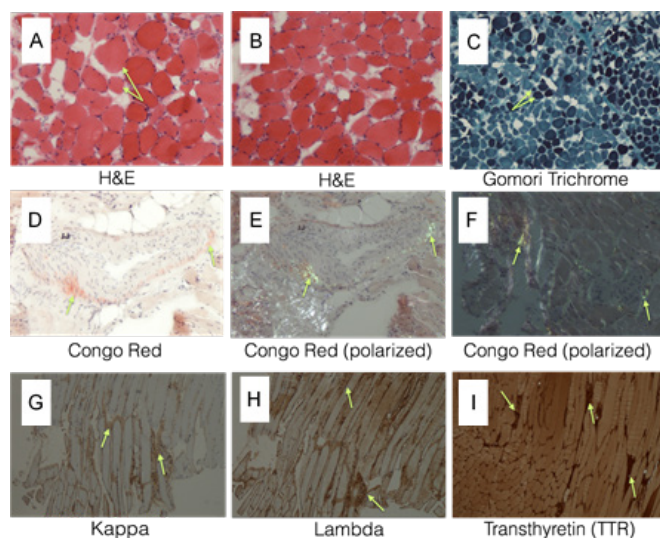 A
B
C
H&E
H&E
Gomori Trichrome
D
E
F
Congo Red
Congo Red (polarized)
Congo Red (polarized)
G
H
I
Kappa
Lambda
Transthyretin (TTR)